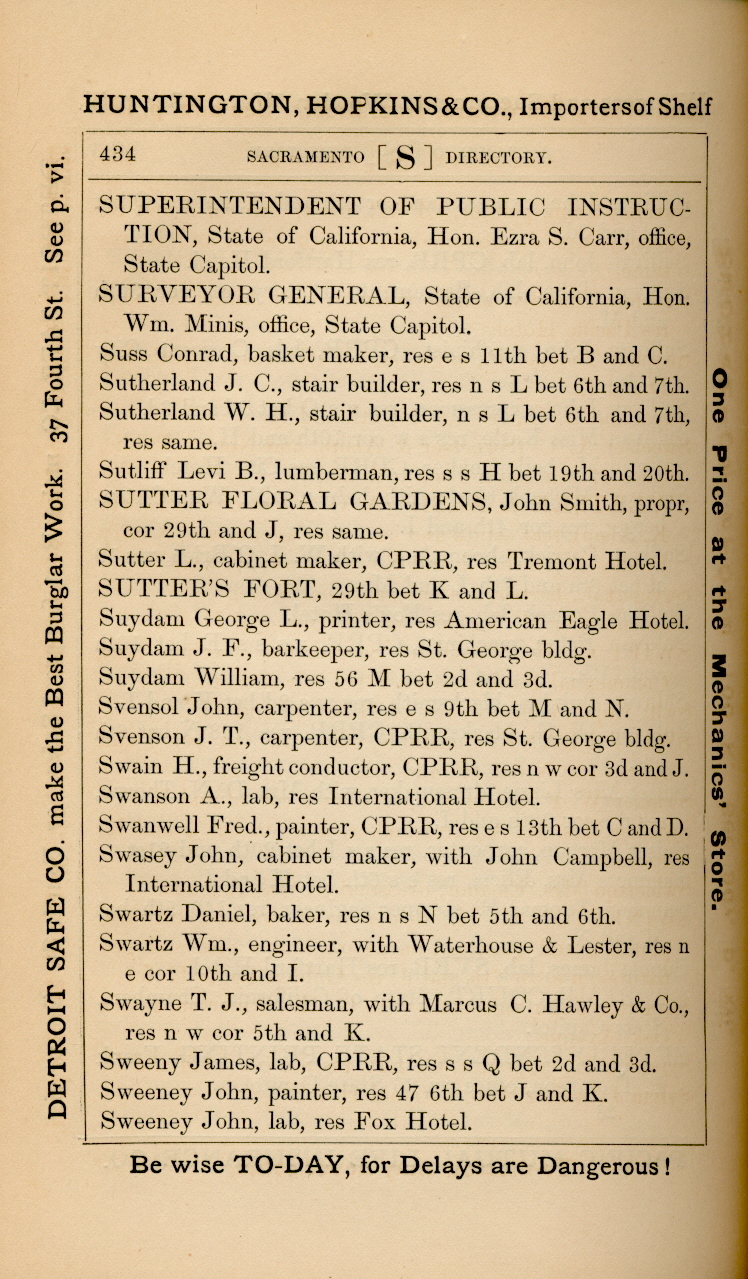 HUNTINGTON, HOPKINS & CO., Importers of Shelf
434 SACRAMENTO [ S ] DIRECTORY.
SUPERINTENDENT OF PUBLIC INSTRUC-
TION, State of California, Hon. Ezra S. Carr, office,
State Capitol.
SURVEYOR GENERAL, State of California, Hon.
Wm. Minis, office, State Capitol.
Suss Conrad, basket maker, res e s 11th bet B and C.
Sutherland J. C., stair builder, res n s L bet 6th and 7th.
Sutherland W. H., stair builder, n s L bet 6th and 7th,
res same.
Sutliff Levi B., lumberman, res s s H bet 19th and 20th.
SUTTER FLORAL GARDENS, John Smith, propr,
cor 29th and J, res same.
Sutter L., cabinet maker, CPRR, res Tremont Hotel.
SUTTER'S FORT, 29th bet K and L.
Suydam George L., printer, res American Eagle Hotel.
Suydam J. F., barkeeper, res St. George bldg.
Suydam William, res 56 M bet 2d and 3d.
Svensol John, carpenter, res e s 9th bet M and N.
Svenson J. T., carpenter, CPRR, res St. George bldg.
Swain H., freight conductor, CPRR, res n w cor 3d and J.
Swanson A., lab, res International Hotel.
Swanwell Fred., painter, CPRR, res e s 13th bet C and D.
Swasey John, cabinet maker, with John Campbell, res
International Hotel.
Swartz Daniel, baker, res n s N bet 5th and 6th.
Swartz Wm., engineer, with Waterhouse & Lester, res n
e cor 10th and I.
Swayne T. J., salesman, with Marcus C. Hawley & Co.,
res n w cor 5th and K.
Sweeny James, lab, CPRR, res s s Q bet 2d and 3d.
Sweeney John, painter, res 47 6th bet J and K.
Sweeney John, lab, res Fox Hotel.
Be wise TO-DAY, for Delays are Dangerous !
DETROIT SAFE CO. make the Best Burglar Work. 37 Fourth St. See p. vi.
One Price at the Mechanics' Store.